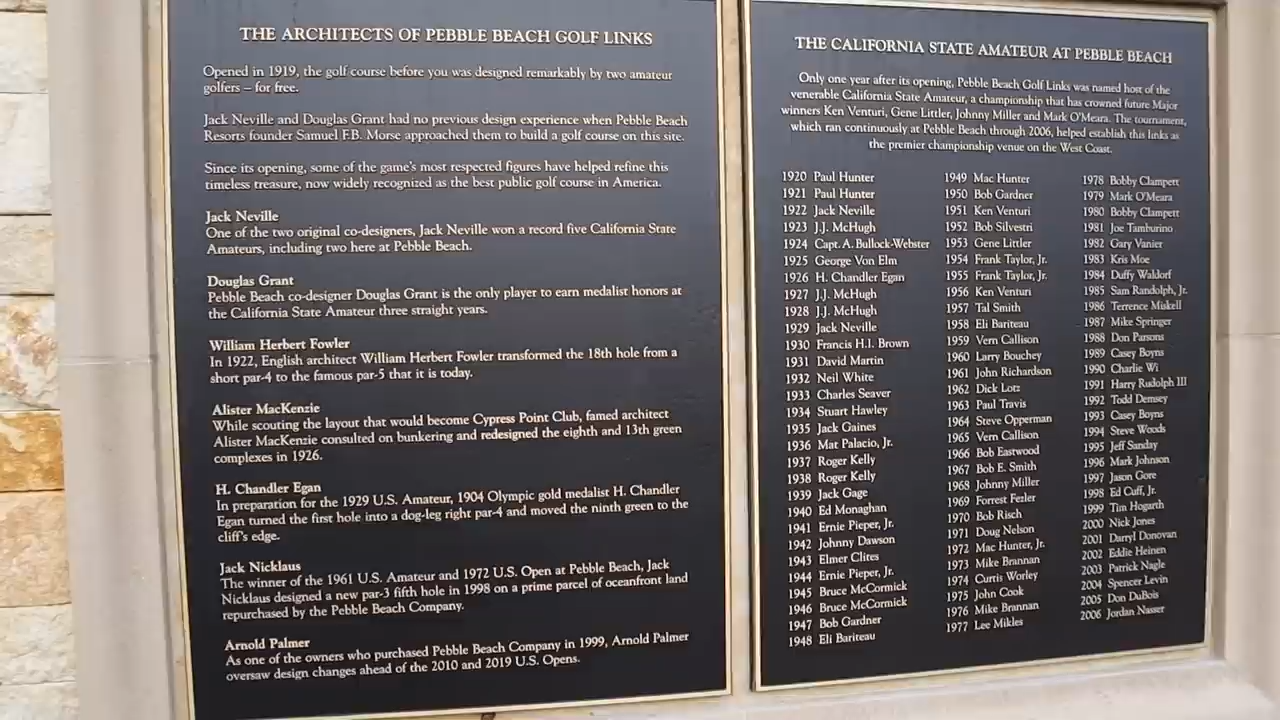 THE ARCHITECTS OF PEBBLE BEACH GOLF LINKS
Opened in 1919, the golf course before you was designed remarkably by two amateur
golfers – for free.
Jack Neville and Douglas Grant had no previous design experience when Pebble Beach
Resorts founder Samuel F.B. Morse approached them to build a golf course on this site.
Since its opening, some of the game's most respected figures have helped refine this
timeless treasure, now widely recognized as the best public golf course in America.
Jack Neville
One of the two original co-designers, Jack Neville won a record five California State
Amateurs, including two here at Pebble Beach.
Douglas Grant
Pebble Beach co-designer Douglas Grant is the only player to earn medalist honors at
the California State Amateur three straight years.
William Herbert Fowler
In 1922, English architect William Herbert Fowler transformed the 18th hole from a
short par-4 to the famous par-5 that it is today.
Alister MacKenzie
While scouting the layout that would become Cypress Point Club, famed architect
Alister MacKenzie consulted on bunkering and redesigned the eighth and 13th green
complexes in 1926.
H. Chandler Egan
In preparation for the 1929 U.S. Amateur, 1904 Olympic gold medalist H. Chandler
Egan turned the first hole into a dog-leg right par-4 and moved the ninth green to the
cliff's edge.
Jack Nicklaus
The winner of the 1961 U.S. Amateur and 1972 U.S. Open at Pebble Beach, Jack
Nicklaus designed a new par-3 fifth hole in 1998 on a prime parcel of oceanfront land
repurchased by the Pebble Beach Company.
Arnold Palmer
As one of the owners who purchased Pebble Beach Company in 1999, Arnold Palmer
oversaw design changes ahead of the 2010 and 2019 U.S. Opens.
THE CALIFORNIA STATE AMATEUR AT PEBBLE BEACH
Only one year after its opening, Pebble Beach Golf Links was named host of the
venerable California State Amateur, a championship that has crowned future Major
winners Ken Venturi, Gene Littler, Johnny Miller and Mark O'Meara. The tournament,
which ran continuously at Pebble Beach through 2006, helped establish this links as
the premier championship venue on the West Coast.
1920 Paul Hunter
1921 Paul Hunter
1922 Jack Neville
1923 J.J. McHugh
1924 Capt. A. Bullock-Webster
1925 George Von Elm
1926 H. Chandler Egan
1927 J.J. McHugh
1928 J.J. McHugh
1929 Jack Neville
1930 Francis H.I. Brown
1931 David Martin
1932 Neil White
1933 Charles Seaver
1934 Stuart Hawley
1935 Jack Gaines
1936 Mat Palacio, Jr.
1937 Roger Kelly
1938 Roger Kelly
1939 Jack Gage
1940 Ed Monaghan
1941 Ernie Pieper, Jr.
1942 Johnny Dawson
1943 Elmer Clites
1944 Ernie Pieper, Jr.
1945 Bruce McCormick
1946 Bruce McCormick
1947 Bob Gardner
1948 Eli Bariteau
1949 Mac Hunter
1950 Bob Gardner
1951 Ken Venturi
1952 Bob Silvestri
1953 Gene Littler
1954 Frank Taylor, Jr.
1955 Frank Taylor, Jr.
1956 Ken Venturi
1957 Tal Smith
1958 Eli Bariteau
1959 Vern Callison
1960 Larry Bouchey
1961 John Richardson
1962 Dick Lotz
1963 Paul Travis
1964 Steve Opperman
1965 Vern Callison
1966 Bob Eastwood
1967 Bob E. Smith
1968 Johnny Miller
1969 Forrest Fezler
1970 Bob Risch
1971 Doug Nelson
1972 Mac Hunter, Jr.
1973 Mike Brannan
1974 Curtis Worley
1975 John Cook
1976 Mike Brannan
1977 Lee Mikles
1978 Bobby Clampett
1979 Mark O'Meara
1980 Bobby Clampett
1981 Joe Tamburino
1982 Gary Vanier
1983 Kris Moe
1984 Duffy Waldorf
1985 Sam Randolph, Jr.
1986 Terrence Miskell
1987 Mike Springer
1988 Don Parsons
1989 Casey Boyns
1990 Charlie Wi
1991 Harry Rudolph III
1992 Todd Demsey
1993 Casey Boyns
1994 Steve Woods
1995 Jeff Sanday
1996 Mark Johnson
1997 Jason Gore
1998 Ed Cuff, Jr.
1999 Tim Hogarth
2000 Nick Jones
2001 Darryl Donovan
2002 Eddie Heinen
2003 Patrick Nagle
2004 Spencer Levin
2005 Don DuBois
2006 Jordan Nasser